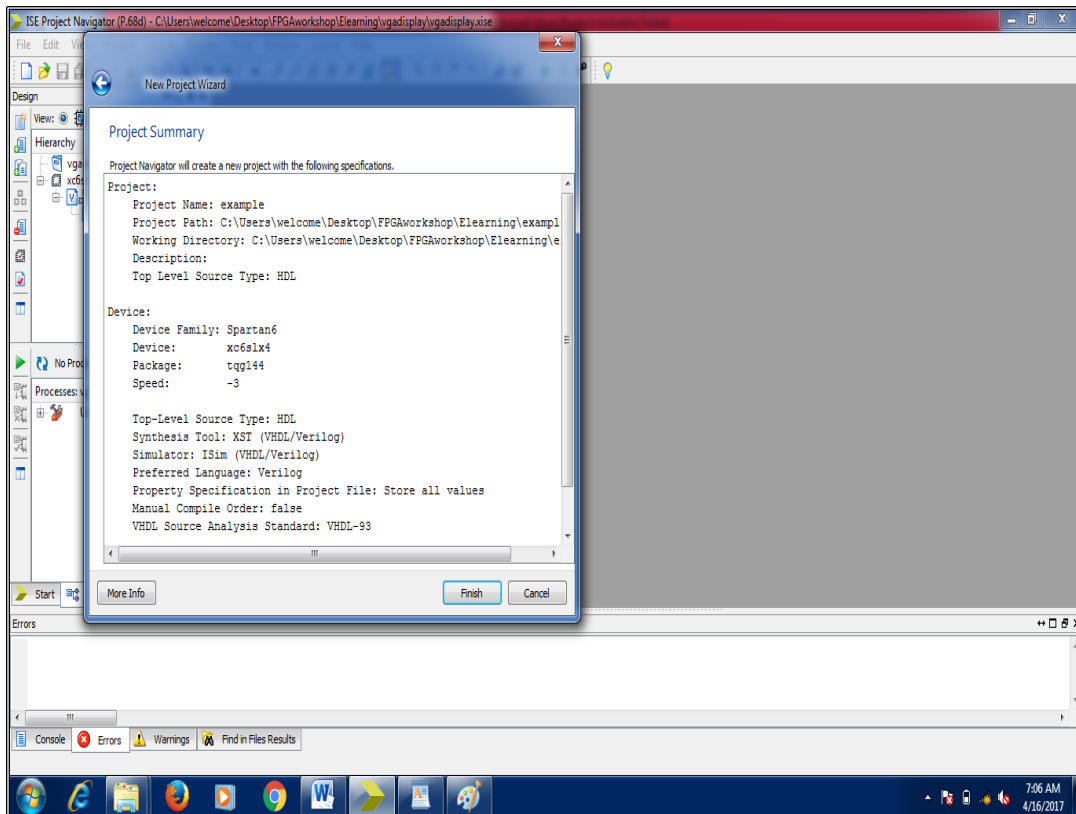 ISE Project Navigator (P.68d) - C:\Users\welcome\Desktop\FPGAworkshop\Elearning\vgadisplay\vgadisplay.xise
File Edit
New Project Wizard
Design
View:
Hierarchy
Project Summary
Project Navigator will create a new project with the following specifications.
Project:
Project Name: example
Project Path: C:\Users\welcome\Desktop\FPGAworkshop\Elearning\exampl
Working Directory: C:\Users\welcome\Desktop\FPGAworkshop\Elearning\e
Description:
Top Level Source Type: HDL
Device:
Device Family: Spartan6
Device: xc6slx4
Package: tqg144
Speed: -3
Top-Level Source Type: HDL
Synthesis Tool: XST (VHDL/Verilog)
Simulator: ISim (VHDL/Verilog)
Preferred Language: Verilog
Property Specification in Project File: Store all values
Manual Compile Order: false
VHDL Source Analysis Standard: VHDL-93
No Proc
Processes:
More Info Finish Cancel
Start
Errors
Console Errors Warnings Find in Files Results
7:06 AM
4/16/2017